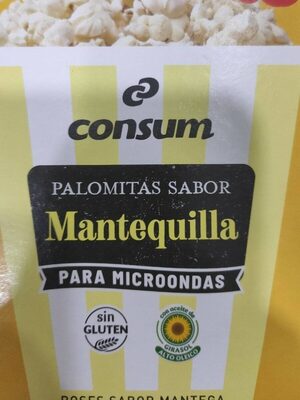 consum
PALOMITAS SABOR
Mantequilla
PARA MICROONDAS
sin
GLUTEN
con aceite de
GIRASOL
ALTO OLEICO
ROSES SABOR MANTEGA